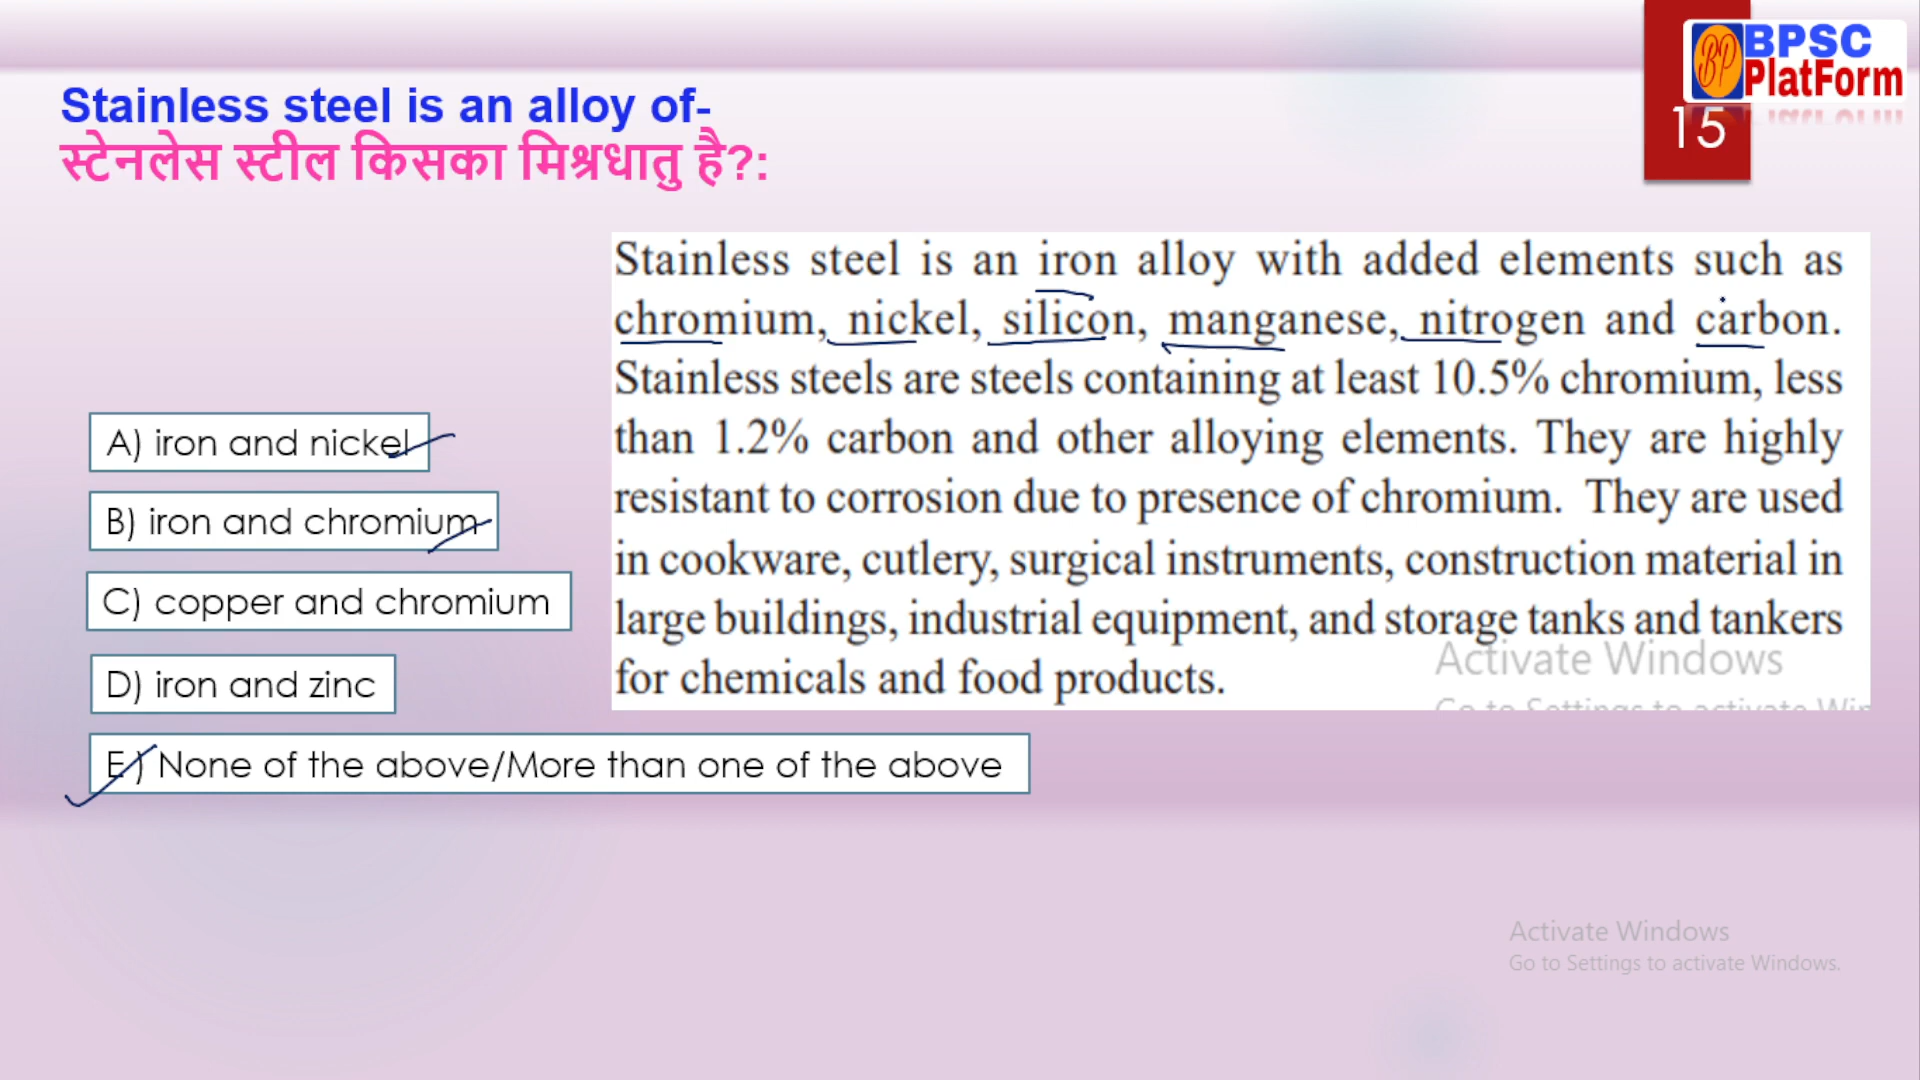 BPSC
PlatForm
15
Stainless steel is an alloy of-
स्टेनलेस स्टील किसका मिश्रधातु है?:
Stainless steel is an iron alloy with added elements such as
chromium, nickel, silicon, manganese, nitrogen and carbon.
Stainless steels are steels containing at least 10.5% chromium, less
than 1.2% carbon and other alloying elements. They are highly
resistant to corrosion due to presence of chromium. They are used
in cookware, cutlery, surgical instruments, construction material in
large buildings, industrial equipment, and storage tanks and tankers
for chemicals and food products.
Activate Windows
Go to Settings to activate Win
A) iron and nickel
B) iron and chromium
C) copper and chromium
D) iron and zinc
E ) None of the above/More than one of the above
Activate Windows
Go to Settings to activate Windows.